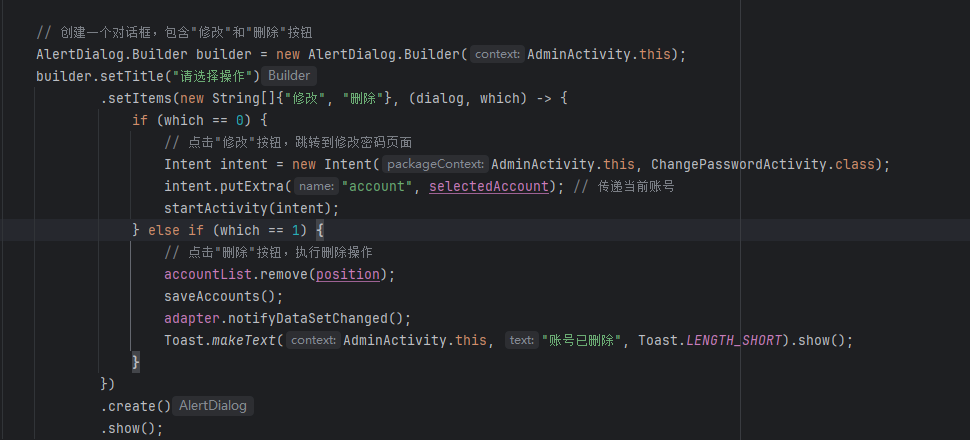 // 创建一个对话框，包含"修改"和"删除"按钮
AlertDialog.Builder builder = new AlertDialog.Builder( context: AdminActivity.this);
builder.setTitle("请选择操作") Builder
.setItems(new String[]{"修改", "删除"}, (dialog, which) -> {
if (which == 0) {
// 点击"修改"按钮，跳转到修改密码页面
Intent intent = new Intent( packageContext: AdminActivity.this, ChangePasswordActivity.class);
intent.putExtra( name: "account", selectedAccount); // 传递当前账号
startActivity(intent);
} else if (which == 1) {
// 点击"删除"按钮，执行删除操作
accountList.remove(position);
saveAccounts();
adapter.notifyDataSetChanged();
Toast.makeText( context: AdminActivity.this, text: "账号已删除", Toast.LENGTH_SHORT).show();
}
})
.create() AlertDialog
.show();